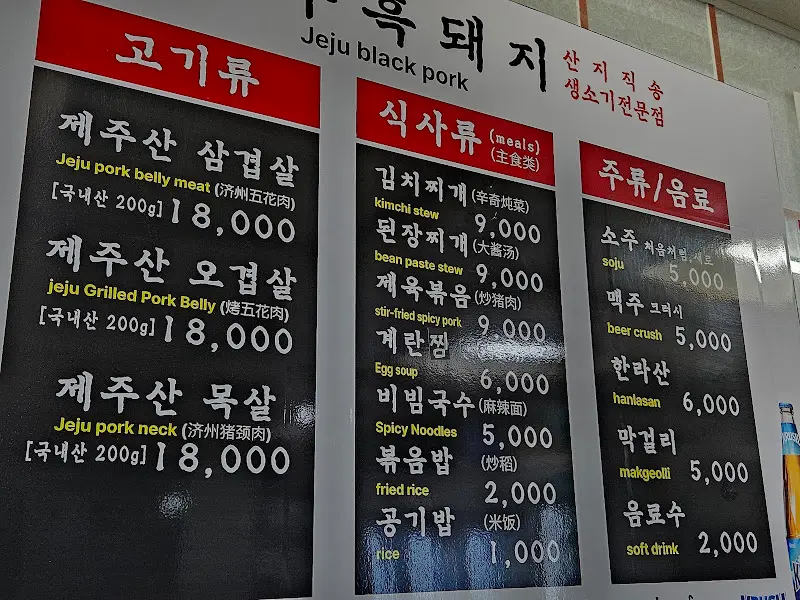 흑돼지
Jeju black pork
산지직송
생소기전문점
고기류
제주산 삼겹살
Jeju pork belly meat (济州五花肉)
[국내산 200g] 18,000
제주산 오겹살
jeju Grilled Pork Belly (烤五花肉)
[국내산 200g] 18,000
제주산 목살
Jeju pork neck (济州猪颈肉)
[국내산 200g] 18,000
식사류 (meals)
(主食类)
김치찌개 (辛奇炖菜)
kimchi stew 9,000
된장찌개 (大酱汤)
bean paste stew 9,000
제육볶음 (炒猪肉)
stir-fried spicy pork 9,000
계란찜
Egg soup 6,000
비빔국수 (麻辣面)
Spicy Noodles 5,000
볶음밥 (炒稻)
fried rice 2,000
공기밥 (米饭)
rice 1,000
주류/음료
소주 처음처럼, 새로
soju 5,000
맥주 크러시
beer crush 5,000
한라산
hanlasan 6,000
막걸리
makgeolli 5,000
음료수
soft drink 2,000